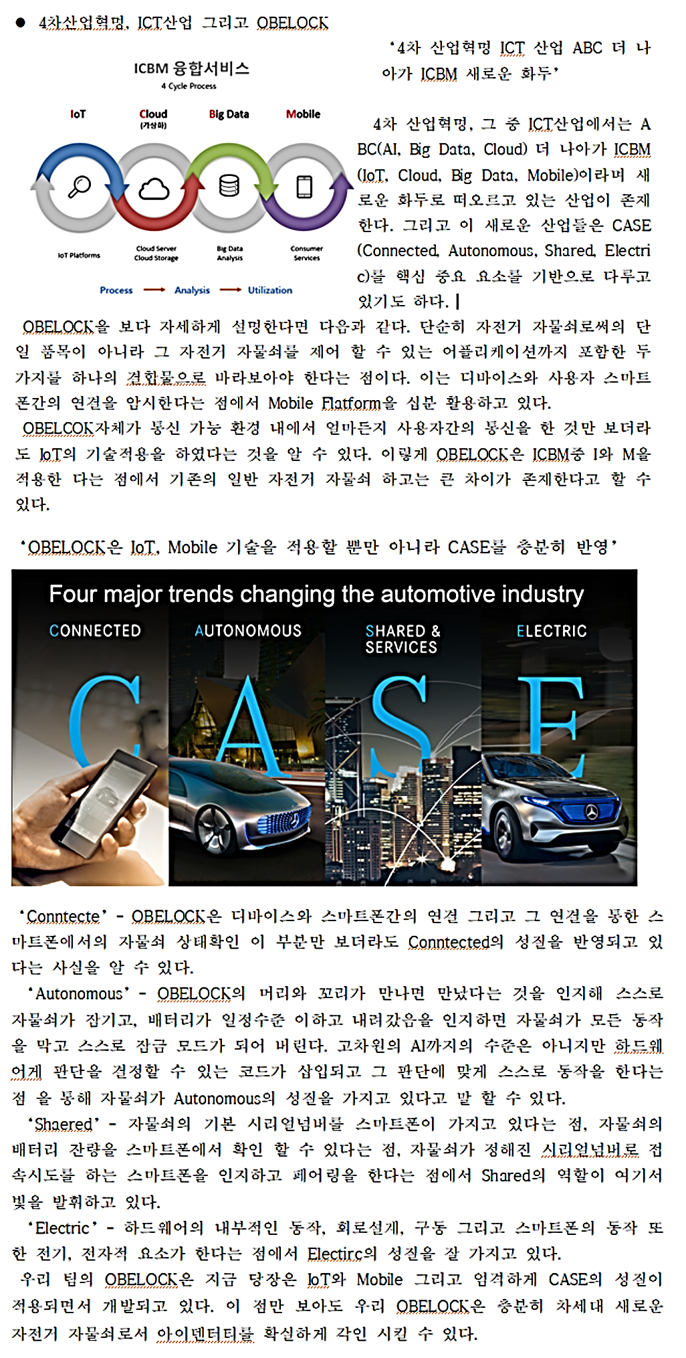 ● 4차산업혁명, ICT산업 그리고 OBELOCK
ICBM 융합서비스
4 Cycle Process
IoT
Cloud
(가상화)
Big Data
Mobile
IoT Platforms
Cloud Server
Cloud Storage
Big Data
Analysis
Consumer
Services
Process → Analysis → Utilization
'4차 산업혁명 ICT 산업 ABC 더 나
아가 ICBM 새로운 화두'
4차 산업혁명, 그 중 ICT산업에서는 A
BC(AI, Big Data, Cloud) 더 나아가 ICBM
(IoT, Cloud, Big Data, Mobile)이라며 새
로운 화두로 떠오르고 있는 산업이 존재
한다. 그리고 이 새로운 산업들은 CASE
(Connected, Autonomous, Shared, Electri
c)를 핵심 중요 요소를 기반으로 다루고
있기도 하다.
OBELOCK을 보다 자세하게 설명한다면 다음과 같다. 단순히 자전거 자물쇠로써의 단
일 품목이 아니라 그 자전거 자물쇠를 제어 할 수 있는 어플리케이션까지 포함한 두
가지를 하나의 결합물으로 바라보아야 한다는 점이다. 이는 디바이스와 사용자 스마트
폰간의 연결을 암시한다는 점에서 Mobile Flatform을 십분 활용하고 있다.
OBELCOK자체가 통신 가능 환경 내에서 얼마든지 사용자간의 통신을 한 것만 보더라
도 IoT의 기술적용을 하였다는 것을 알 수 있다. 이렇게 OBELOCK은 ICBM중 I와 M을
적용한 다는 점에서 기존의 일반 자전거 자물쇠 하고는 큰 차이가 존재한다고 할 수
있다.
'OBELOCK은 IoT, Mobile 기술을 적용할 뿐만 아니라 CASE를 충분히 반영'
Four major trends changing the automotive industry
CONNECTED
AUTONOMOUS
SHARED &
SERVICES
ELECTRIC
C A S E
'Conntecte' - OBELOCK은 디바이스와 스마트폰간의 연결 그리고 그 연결을 통한 스
마트폰에서의 자물쇠 상태확인 이 부분만 보더라도 Conntected의 성질을 반영되고 있
다는 사실을 알 수 있다.
'Autonomous' - OBELOCK의 머리와 꼬리가 만나면 만났다는 것을 인지해 스스로
자물쇠가 잠기고, 배터리가 일정수준 이하고 내려갔음을 인지하면 자물쇠가 모든 동작
을 막고 스스로 잠금 모드가 되어 버린다. 고차원의 AI까지의 수준은 아니지만 하드웨
어게 판단을 결정할 수 있는 코드가 삽입되고 그 판단에 맞게 스스로 동작을 한다는
점 을 통해 자물쇠가 Autonomous의 성질을 가지고 있다고 말 할 수 있다.
'Shaered' - 자물쇠의 기본 시리얼넘버를 스마트폰이 가지고 있다는 점, 자물쇠의
배터리 잔량을 스마트폰에서 확인 할 수 있다는 점, 자물쇠가 정해진 시리얼넘버로 접
속시도를 하는 스마트폰을 인지하고 페어링을 한다는 점에서 Shared의 역할이 여기서
빛을 발휘하고 있다.
'Electric' - 하드웨어의 내부적인 동작, 회로설계, 구동 그리고 스마트폰의 동작 또
한 전기, 전자적 요소가 한다는 점에서 Electirc의 성질을 잘 가지고 있다.
우리 팀의 OBELOCK은 지금 당장은 IoT와 Mobile 그리고 엄격하게 CASE의 성질이
적용되면서 개발되고 있다. 이 점만 보아도 우리 OBELOCK은 충분히 차세대 새로운
자전거 자물쇠로서 아이덴터티를 확실하게 각인 시킬 수 있다.